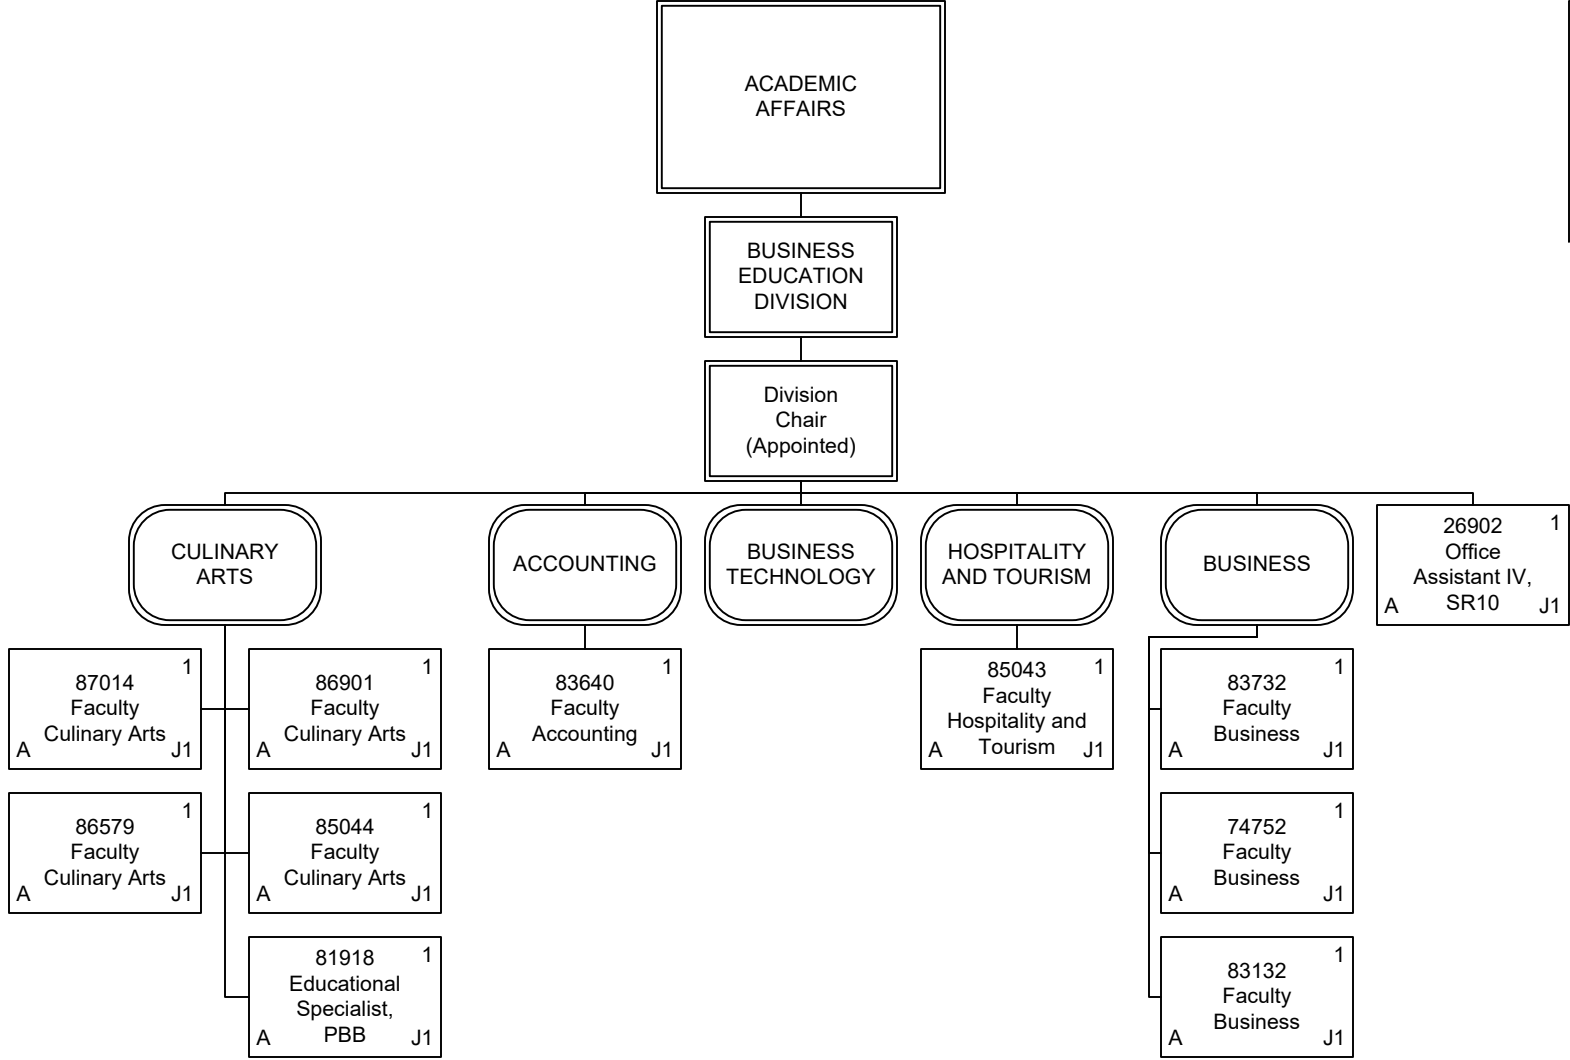 ACADEMIC
AFFAIRS
BUSINESS
EDUCATION
DIVISION
Division
Chair
(Appointed)
CULINARY
ARTS
ACCOUNTING
BUSINESS
TECHNOLOGY
HOSPITALITY
AND TOURISM
BUSINESS
26902 1
Office
Assistant IV,
A SR10 J1
87014 1
Faculty
Culinary Arts
A J1
86901 1
Faculty
Culinary Arts
A J1
86579 1
Faculty
Culinary Arts
A J1
85044 1
Faculty
Culinary Arts
A J1
81918 1
Educational
Specialist,
A PBB J1
83640 1
Faculty
Accounting
A J1
85043 1
Faculty
Hospitality and
A Tourism J1
83732 1
Faculty
Business
A J1
74752 1
Faculty
Business
A J1
83132 1
Faculty
Business
A J1